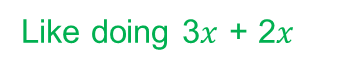 Like doing 3x + 2x